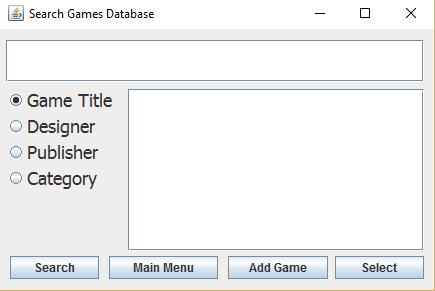 Search Games Database
Game Title
Designer
Publisher
Category
Search Main Menu Add Game Select